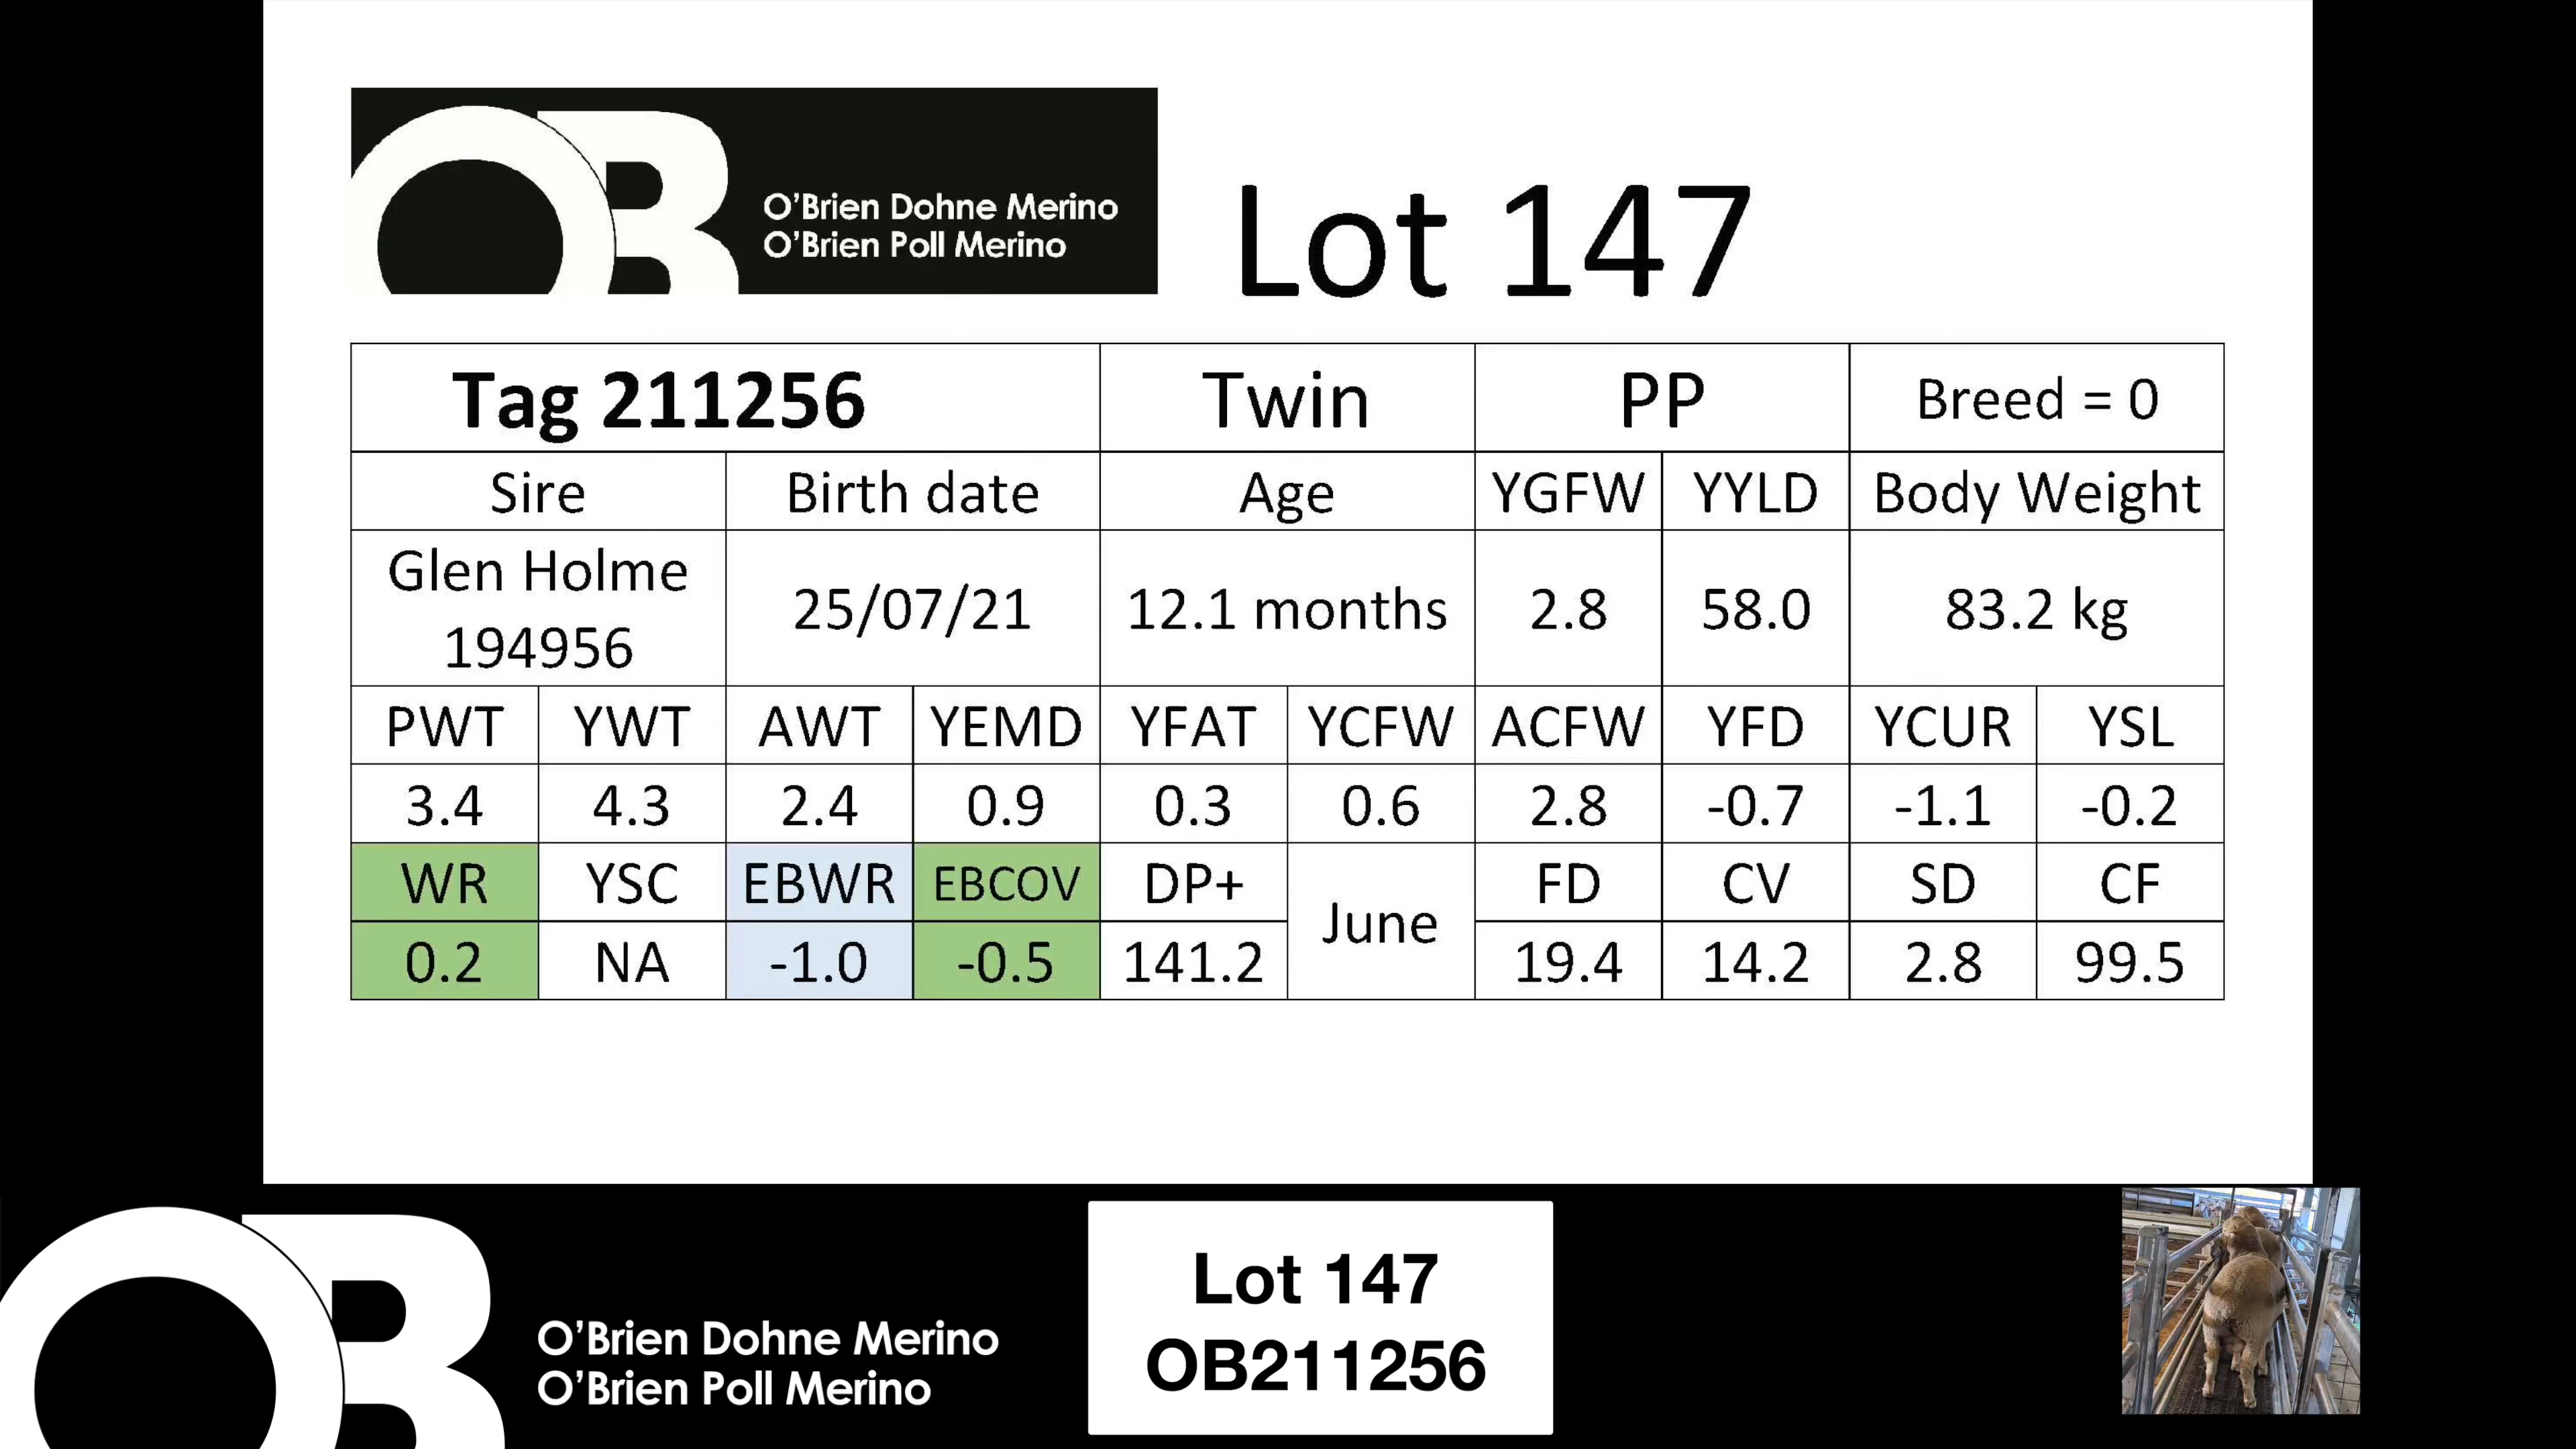 O'Brien Dohne Merino
O'Brien Poll Merino
Lot 147
Tag 211256 Twin PP Breed = 0
Sire Birth date Age YGFW YYLD Body Weight
Glen Holme
194956 25/07/21 12.1 months 2.8 58.0 83.2 kg
PWT YWT AWT YEMD YFAT YCFW ACFW YFD YCUR YSL
3.4 4.3 2.4 0.9 0.3 0.6 2.8 -0.7 -1.1 -0.2
WR YSC EBWR EBCOV DP+ June FD CV SD CF
0.2 NA -1.0 -0.5 141.2 19.4 14.2 2.8 99.5
OB
O'Brien Dohne Merino
O'Brien Poll Merino
Lot 147
OB211256